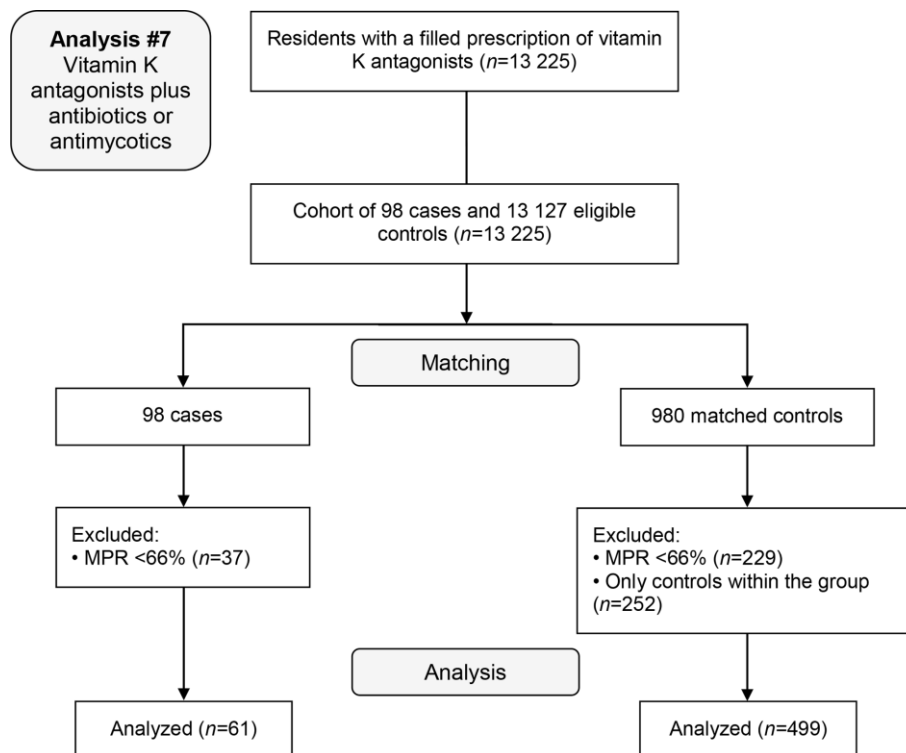 Analysis #7
Vitamin K
antagonists plus
antibiotics or
antimycotics
Residents with a filled prescription of vitamin
K antagonists (n=13 225)
Cohort of 98 cases and 13 127 eligible
controls (n=13 225)
Matching
98 cases
980 matched controls
Excluded:
• MPR <66% (n=37)
Excluded:
• MPR <66% (n=229)
• Only controls within the group
(n=252)
Analysis
Analyzed (n=61)
Analyzed (n=499)